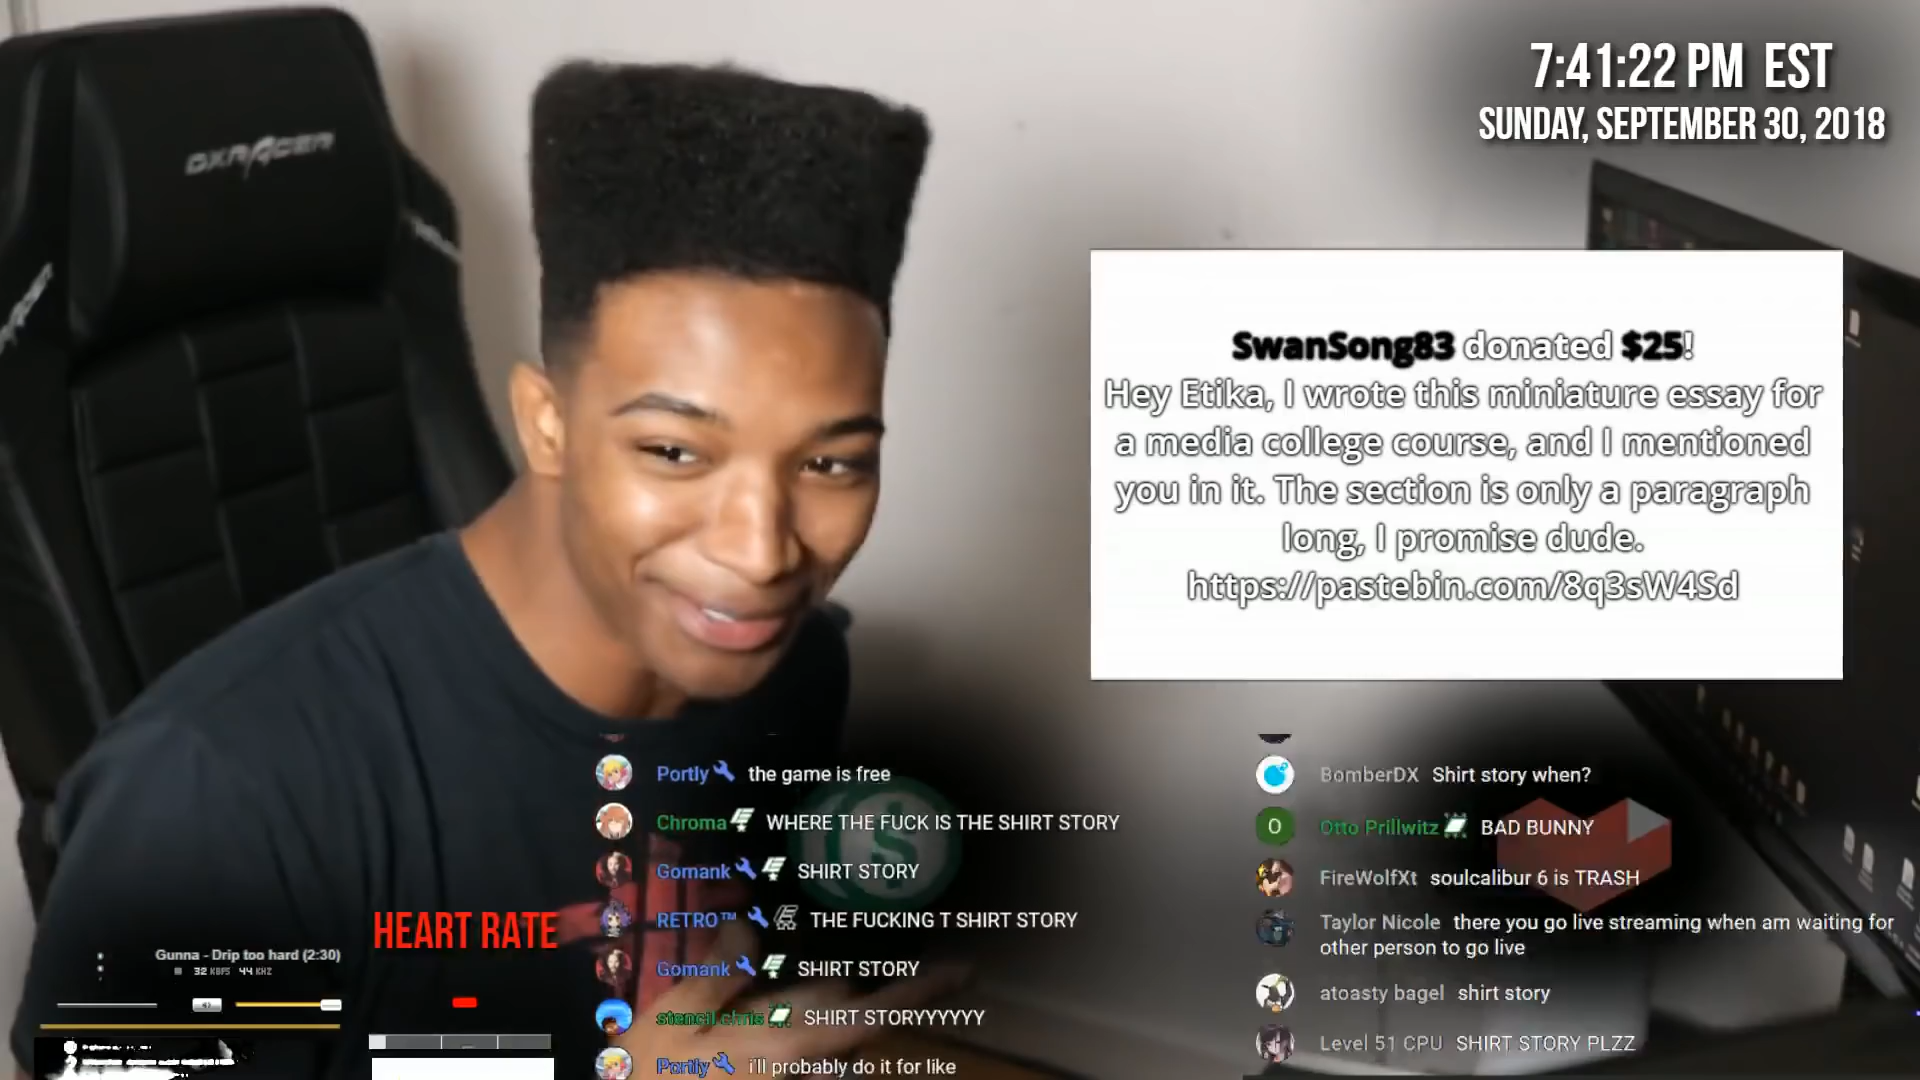 7:41:22 PM EST
SUNDAY, SEPTEMBER 30, 2018
DXRACER
SwanSong83 donated $25!
Hey Etika, I wrote this miniature essay for
a media college course, and I mentioned
you in it. The section is only a paragraph
long, I promise dude.
https://pastebin.com/8q3sW4Sd
Portly the game is free
Chroma WHERE THE FUCK IS THE SHIRT STORY
Gomank SHIRT STORY
RETRO™ THE FUCKING T SHIRT STORY
Gomank SHIRT STORY
stencil chris SHIRT STORYYYYYY
Portly i'll probably do it for like
BomberDX Shirt story when?
O Otto Prillwitz BAD BUNNY
FireWolfXt soulcalibur 6 is TRASH
Taylor Nicole there you go live streaming when am waiting for
other person to go live
atoasty bagel shirt story
Level 51 CPU SHIRT STORY PLZZ
HEART RATE
Gunna - Drip too hard (2:30)
32 KBPS 44 KHZ